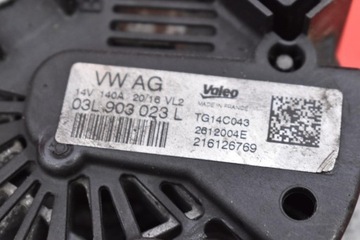 VW AG
14V 140A 20/16 VL2
03L 903 023 L
Valeo
MADE IN FRANCE
TG14C043
2612004E
216126769